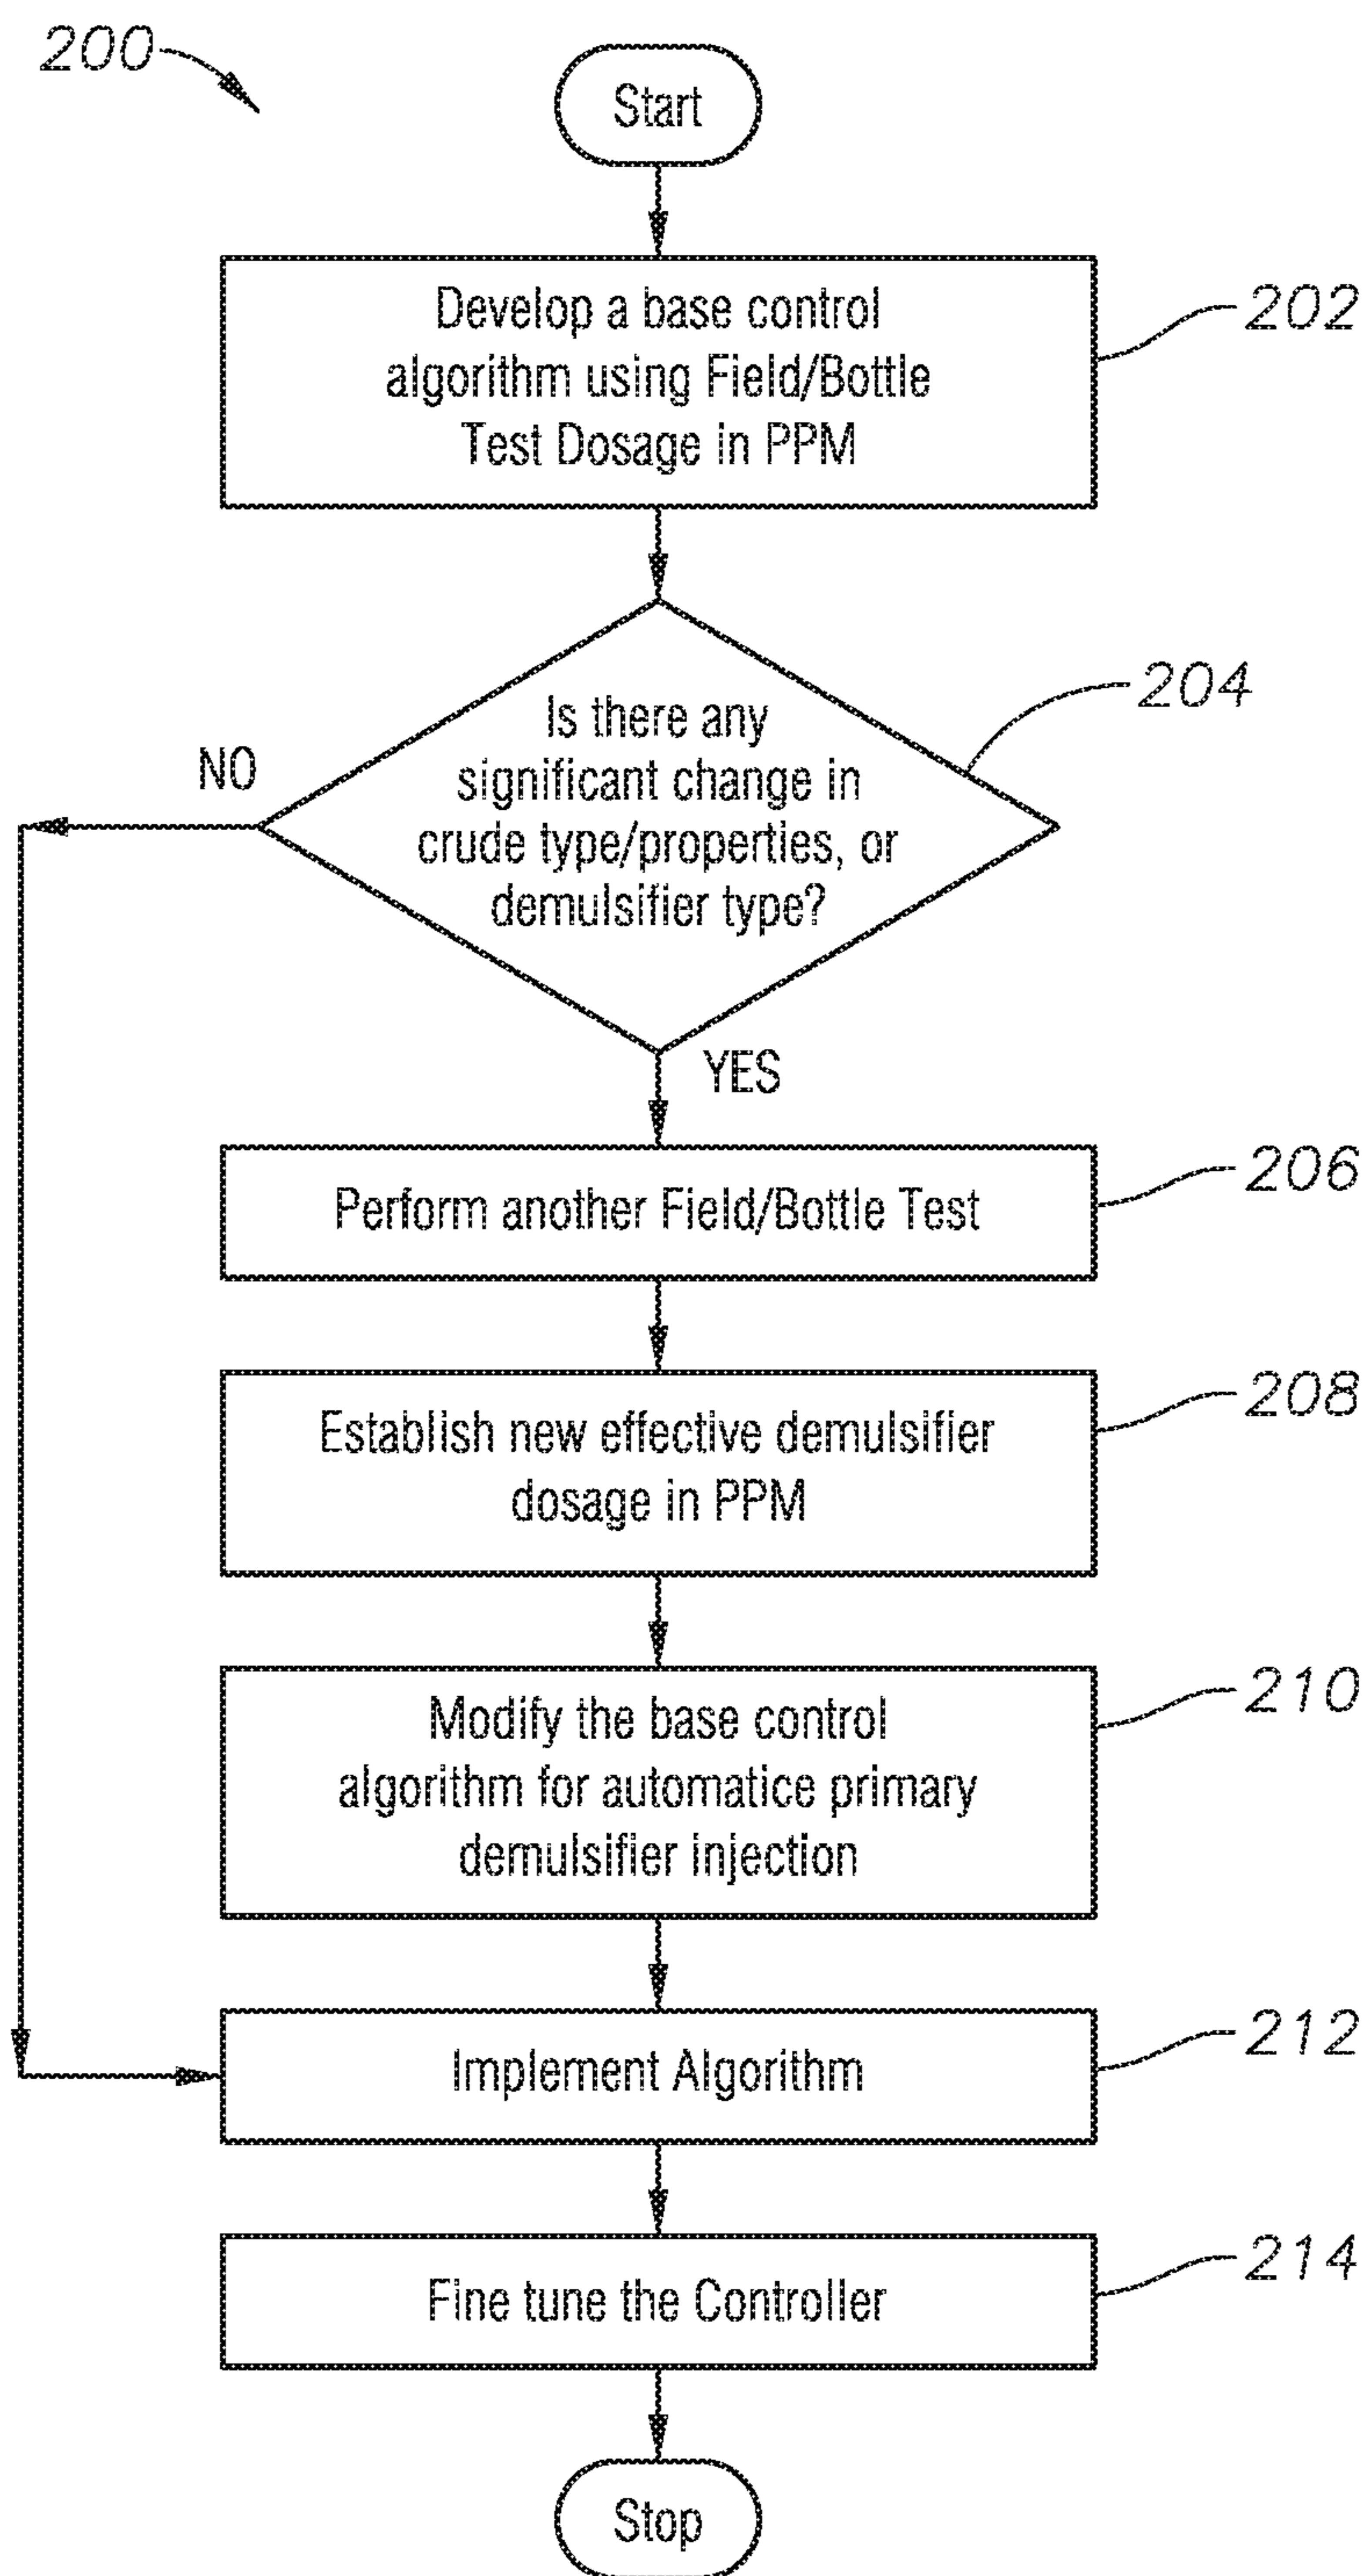 200
Start
Develop a base control
algorithm using Field/Bottle
Test Dosage in PPM
202
Is there any
significant change in
crude type/properties, or
demulsifier type?
204
NO
YES
Perform another Field/Bottle Test
206
Establish new effective demulsifier
dosage in PPM
208
Modify the base control
algorithm for automatice primary
demulsifier injection
210
Implement Algorithm
212
Fine tune the Controller
214
Stop